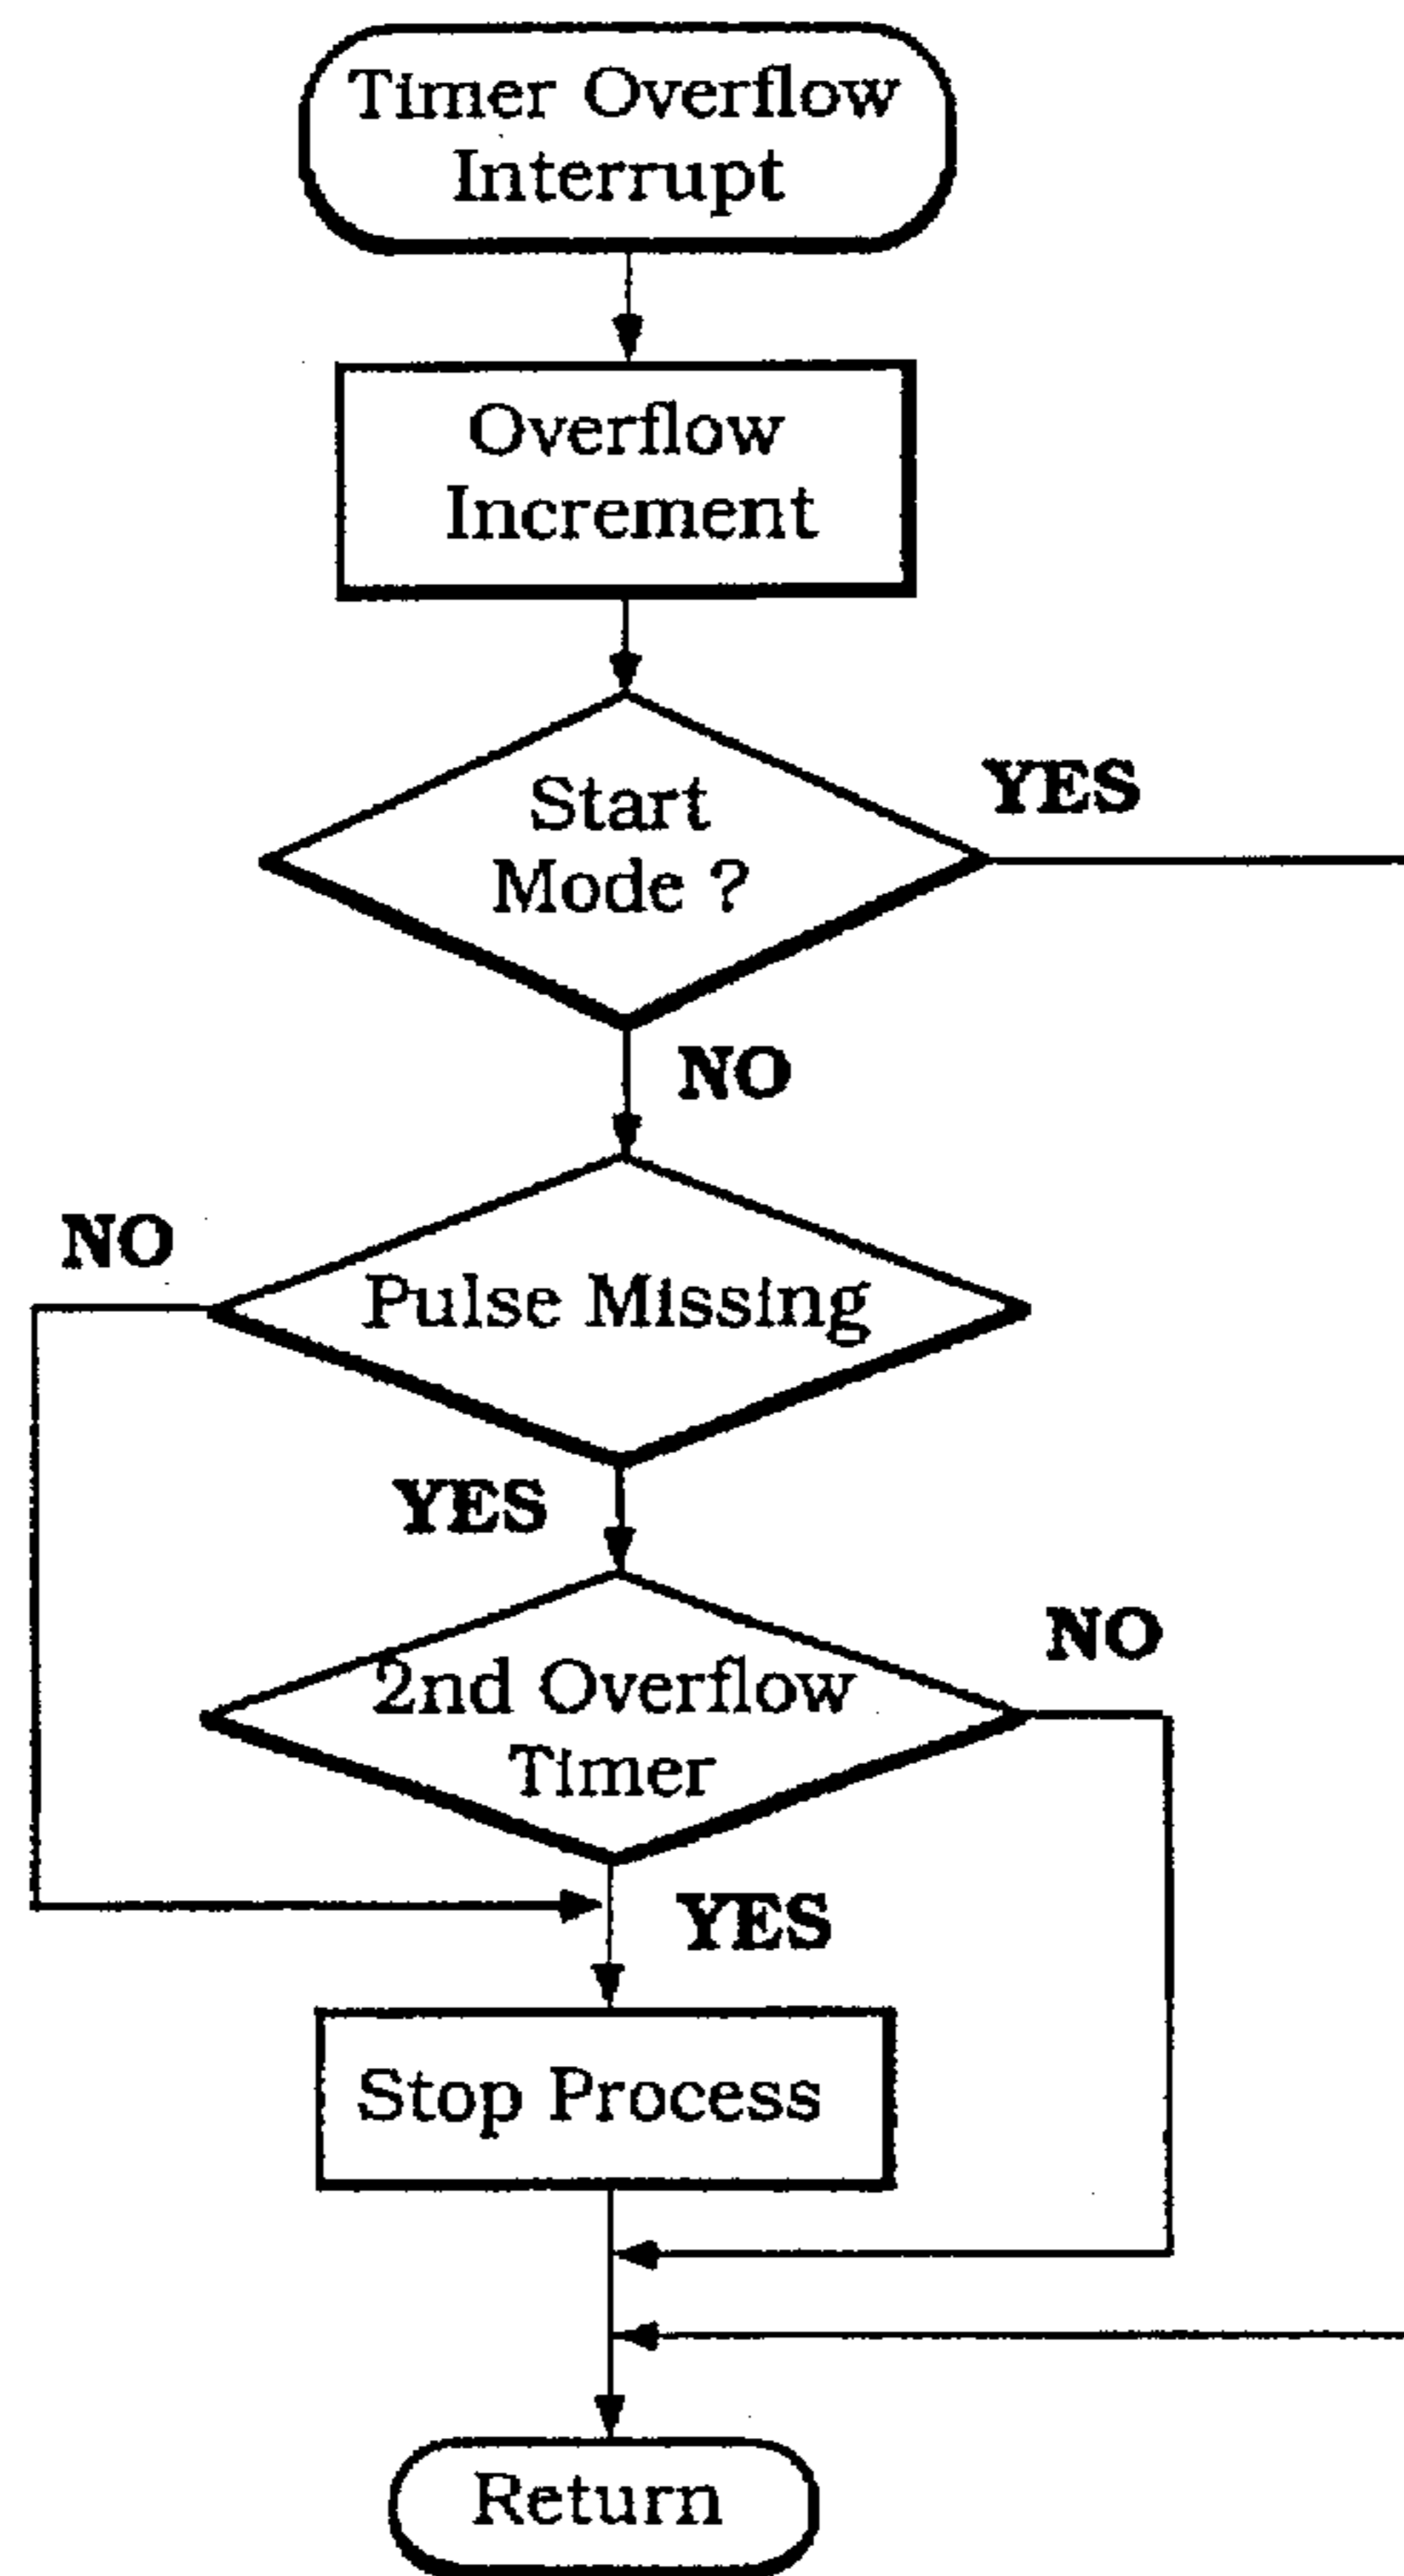 Timer Overflow
Interrupt
Overflow
Increment
Start
Mode ?
YES
NO
NO
Pulse Missing
YES
2nd Overflow
Timer
NO
YES
Stop Process
Return